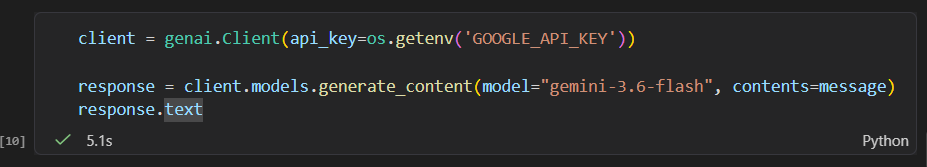 client = genai.Client(api_key=os.getenv('GOOGLE_API_KEY'))
response = client.models.generate_content(model="gemini-3.6-flash", contents=message)
response.text
[10] ✓ 5.1s Python